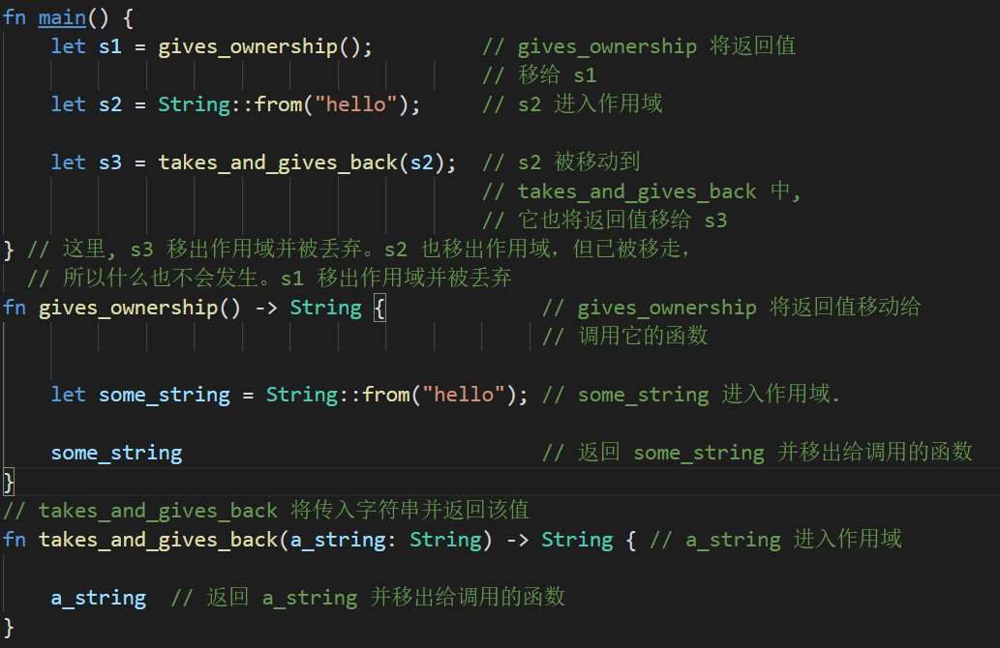 fn main() {
    let s1 = gives_ownership();         // gives_ownership 将返回值
                                        // 移给 s1
    let s2 = String::from("hello");     // s2 进入作用域
    let s3 = takes_and_gives_back(s2);  // s2 被移动到
                                        // takes_and_gives_back 中,
                                        // 它也将返回值移给 s3
} // 这里, s3 移出作用域并被丢弃。s2 也移出作用域，但已被移走，
  // 所以什么也不会发生。s1 移出作用域并被丢弃
fn gives_ownership() -> String {             // gives_ownership 将返回值移动给
                                             // 调用它的函数
    let some_string = String::from("hello"); // some_string 进入作用域.
    some_string                              // 返回 some_string 并移出给调用的函数
}
// takes_and_gives_back 将传入字符串并返回该值
fn takes_and_gives_back(a_string: String) -> String { // a_string 进入作用域
    a_string  // 返回 a_string 并移出给调用的函数
}